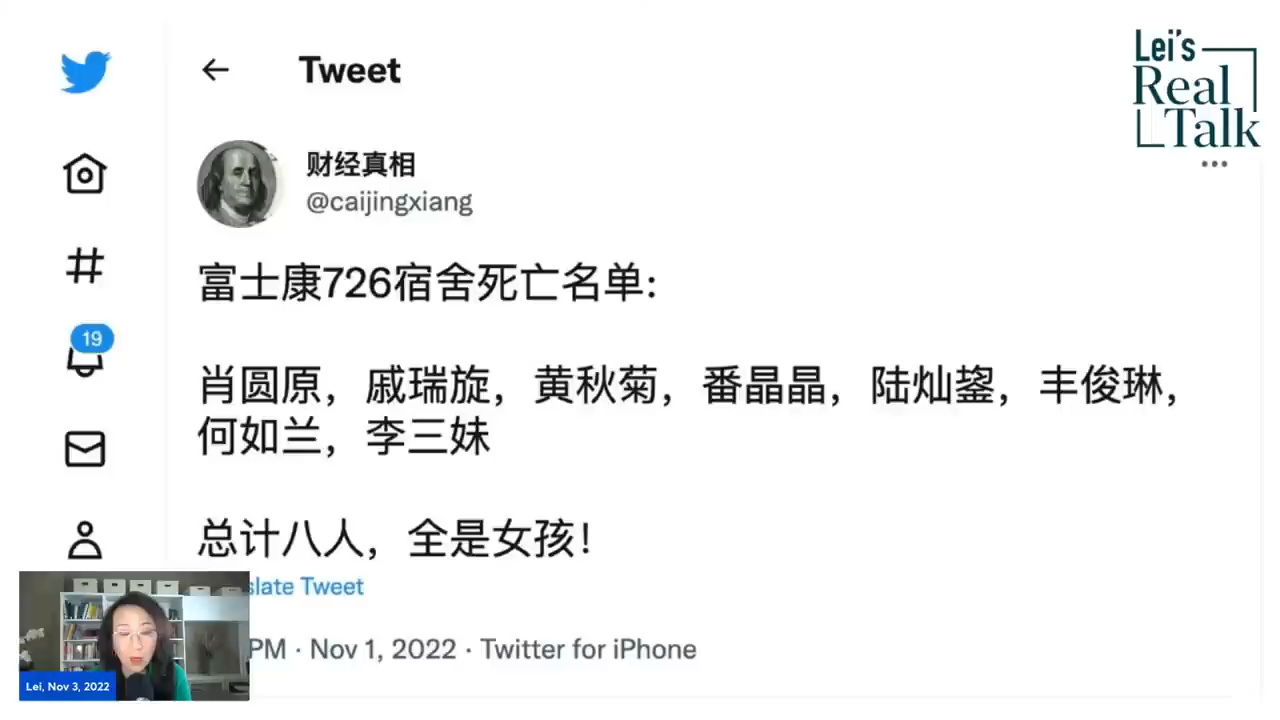 Lei's
Real
Talk
Tweet
财经真相
@caijingxiang
富士康726宿舍死亡名单:
肖圆原，戚瑞旋，黄秋菊，番晶晶，陆灿鋆，丰俊琳，
何如兰，李三妹
总计八人，全是女孩!
19
slate Tweet
PM · Nov 1, 2022 · Twitter for iPhone
Lei, Nov 3, 2022